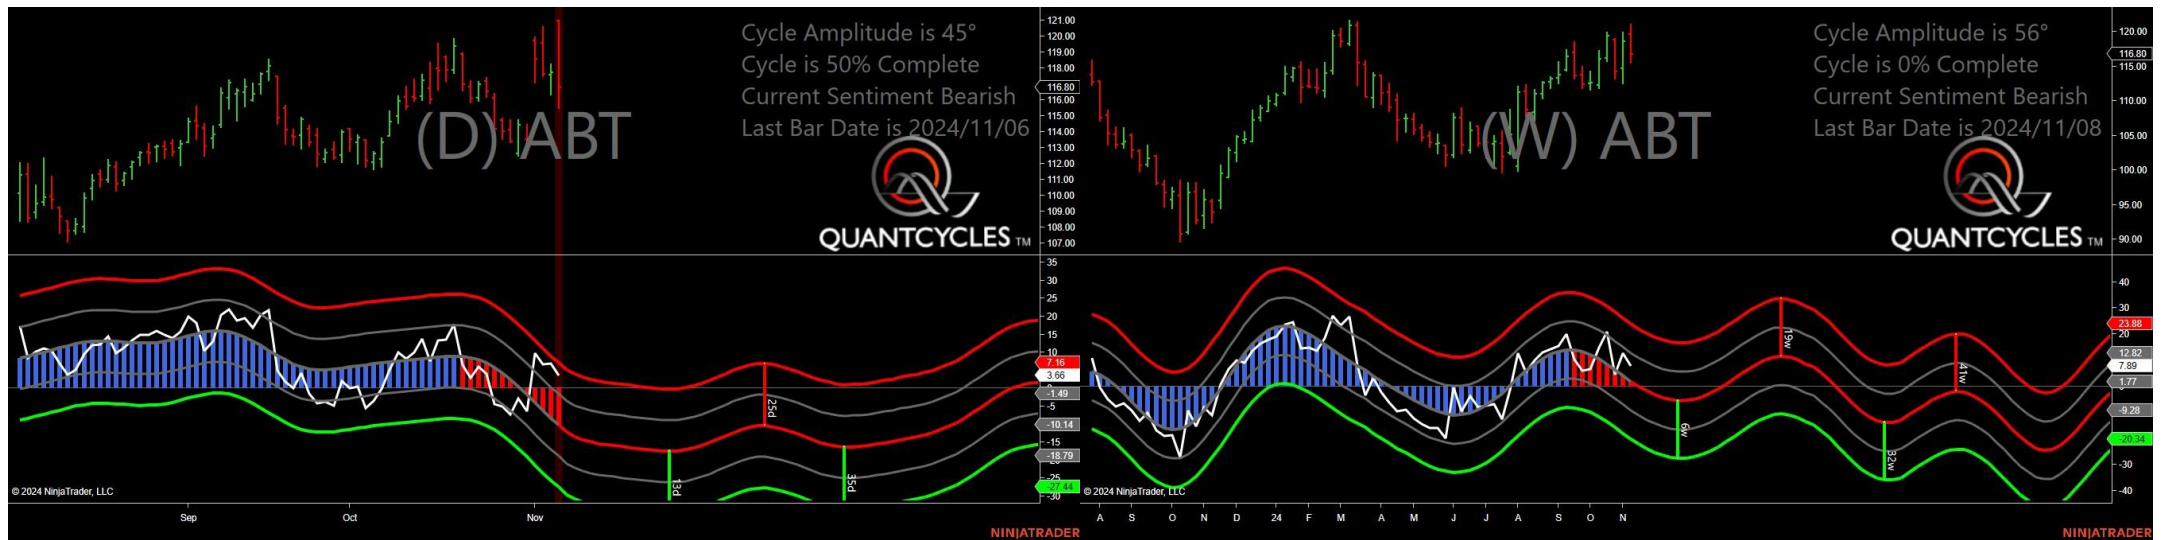 Cycle Amplitude is 45°
Cycle is 50% Complete
Current Sentiment Bearish
Last Bar Date is 2024/11/06
(D) ABT
QUANTCYCLES TM
121.00
120.00
119.00
118.00
116.80
116.00
115.00
114.00
113.00
112.00
111.00
110.00
109.00
108.00
107.00
35
30
25
20
15
10
7.16
3.66
-1.49
-5
-10.14
-15
-18.79
-25
-27.44
-30
13d
25d
35d
© 2024 NinjaTrader, LLC
Sep
Oct
Nov
NINJATRADER
Cycle Amplitude is 56°
Cycle is 0% Complete
Current Sentiment Bearish
Last Bar Date is 2024/11/08
(W) ABT
QUANTCYCLES TM
120.00
116.80
115.00
110.00
105.00
100.00
95.00
90.00
40
30
23.88
20
12.82
7.89
1.77
-9.28
-20.34
-30
-40
6w
19w
32w
41w
© 2024 NinjaTrader, LLC
A S O N D 24 F M A M J J A S O N
NINJATRADER